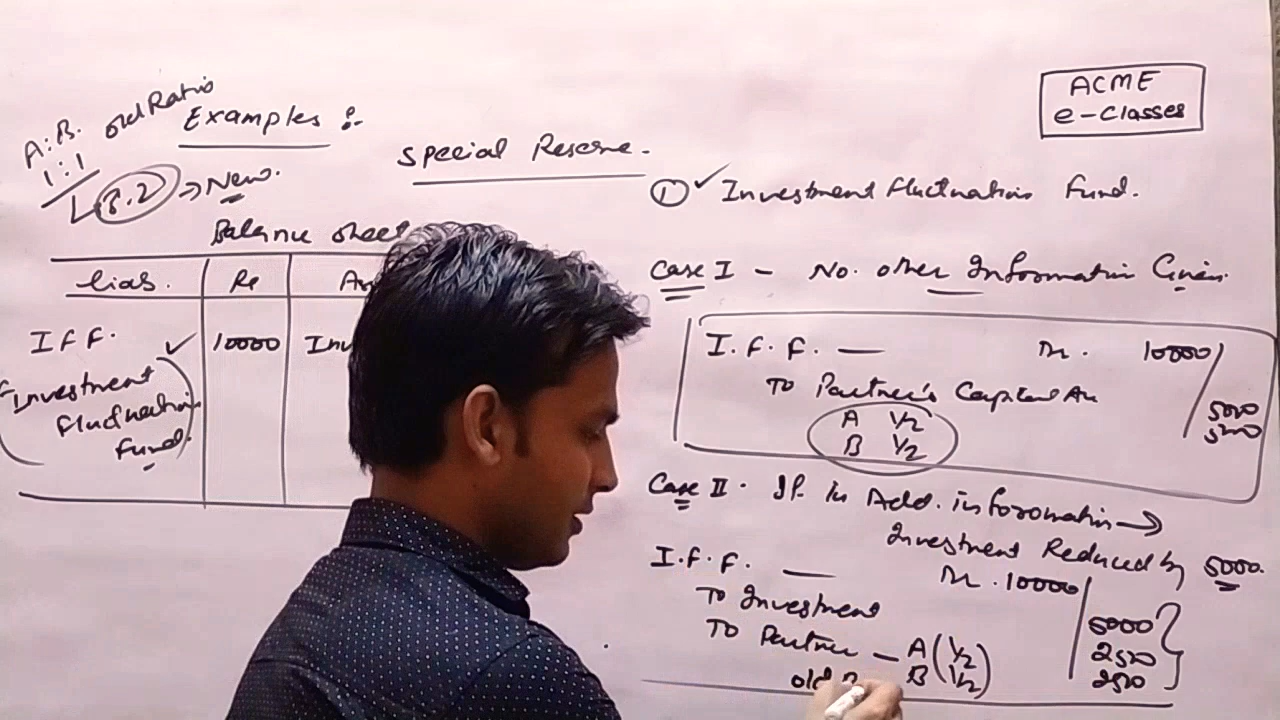 A:B. old Ratio
1:1
3.2 → New.
Examples :-
Special Reserve.
ACME
e-Classes
Balance Sheet
Lias. Rs
I F F. ✓ 10000 Inv
Investment
Fluctuation
Fund.
① ✓ Investment Fluctuation Fund.
Case I - No. other Information Given.
I. F. F. — Dr. 10000
To Partner's Capital A/c
A 1/2 5000
B 1/2 5000
Case II. If in Add. information →
Investment Reduced by 5000.
I. F. F. — Dr. 10000
To Investment 5000
To Partner — A (1/2) 2500
old B (1/2) 2500